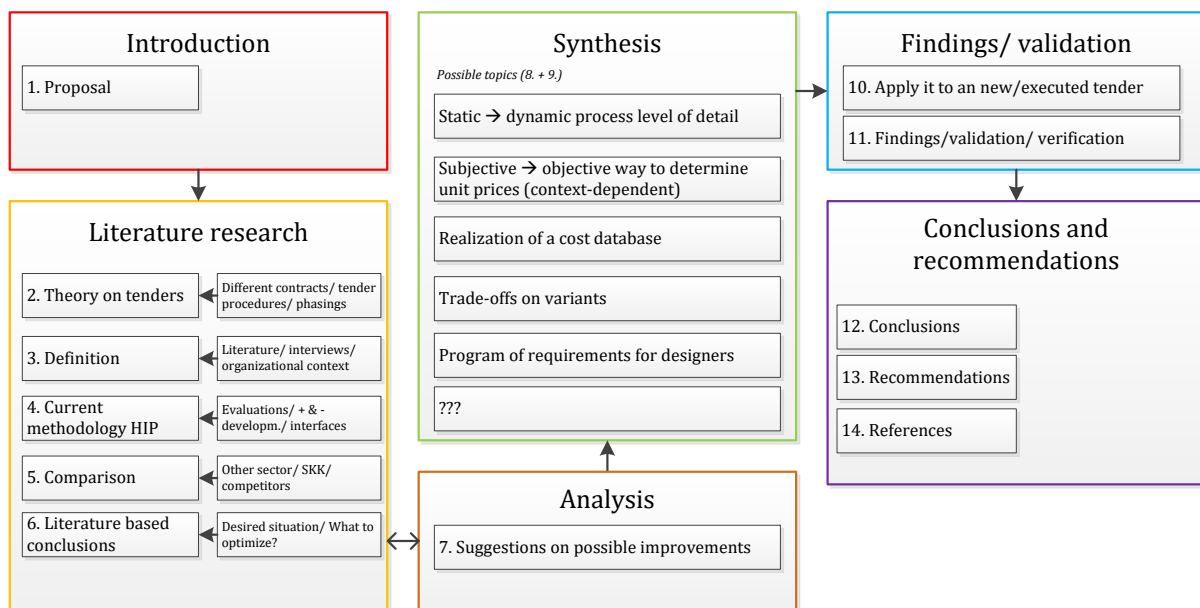 Introduction
1. Proposal
Literature research
2. Theory on tenders
Different contracts/ tender
procedures/ phasings
3. Definition
Literature/ interviews/
organizational context
4. Current
methodology HIP
Evaluations/ + & -
developm./ interfaces
5. Comparison
Other sector/ SKK/
competitors
6. Literature based
conclusions
Desired situation/ What to
optimize?
Synthesis
Possible topics (8. + 9.)
Static → dynamic process level of detail
Subjective → objective way to determine
unit prices (context-dependent)
Realization of a cost database
Trade-offs on variants
Program of requirements for designers
???
Analysis
7. Suggestions on possible improvements
Findings/ validation
10. Apply it to an new/executed tender
11. Findings/validation/ verification
Conclusions and
recommendations
12. Conclusions
13. Recommendations
14. References